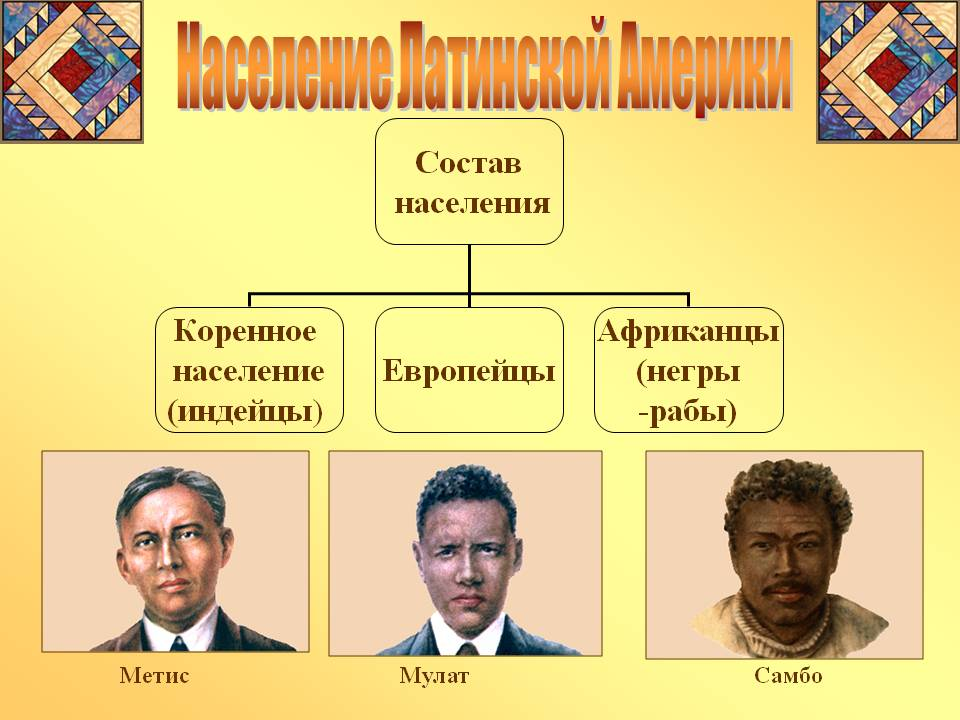 Население Латинской Америки
Состав
населения
Коренное
население
(индейцы)
Европейцы
Африканцы
(негры
-рабы)
Метис
Мулат
Самбо